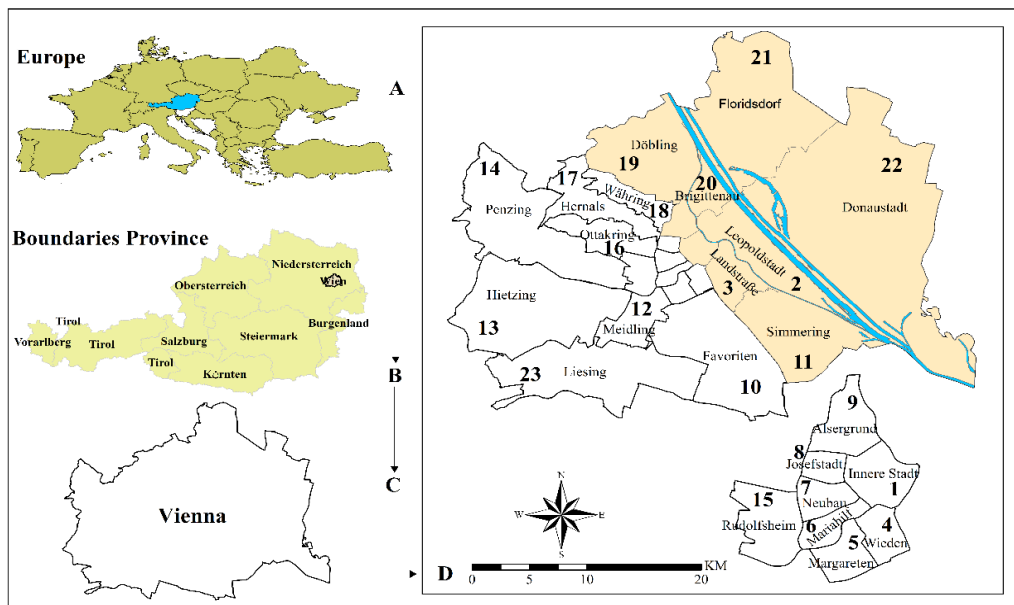 Europe
A
Boundaries Province
Niedersterreich
Wien
Obersterreich
Tirol
Vorarlberg
Tirol
Salzburg
Steiermark
Burgenland
Tirol
Kärnten
B
C
Vienna
D
21
Floridsdorf
22
Donaustadt
Döbling
19
20
Brigittenau
14
Penzing
17
Hernals
Währing
18
Ottakring
16
Leopoldstadt
2
Landstraße
3
Hietzing
13
12
Meidling
Simmering
11
Favoriten
10
23
Liesing
9
Alsergrund
8
Josefstadt
Innere Stadt
1
7
Neubau
15
Rudolfsheim
6
Mariahilf
4
Wieden
5
Margareten
N
W
E
S
KM
0
5
10
20